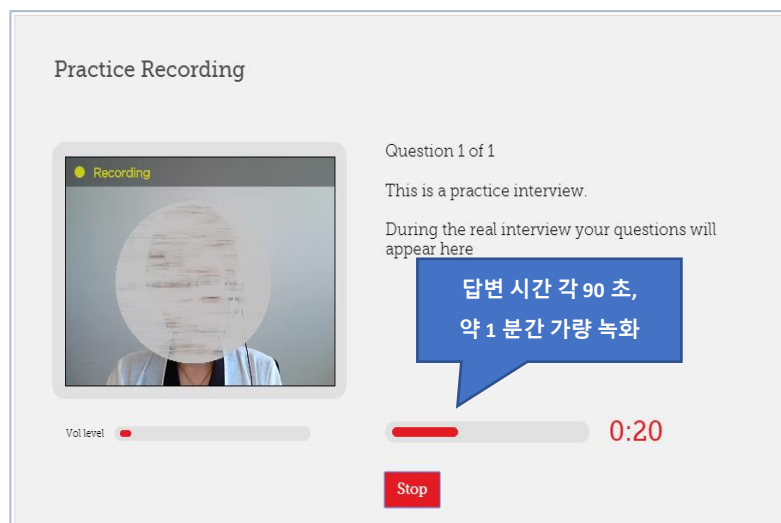 Practice Recording
Recording
Question 1 of 1
This is a practice interview.
During the real interview your questions will
appear here
답변 시간 각 90 초,
약 1 분간 가량 녹화
Vol level
0:20
Stop